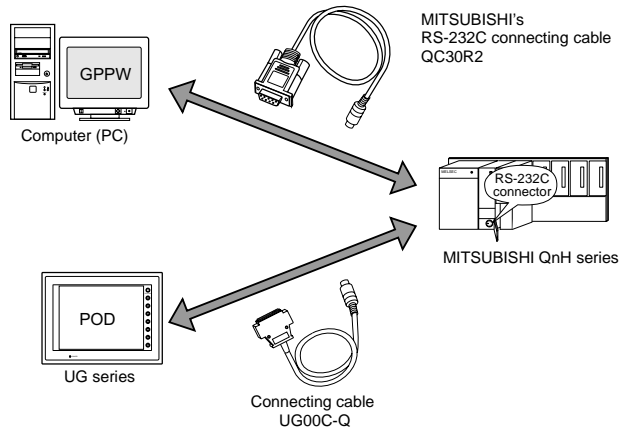 MITSUBISHI's
RS-232C connecting cable
QC30R2
GPPW
Computer (PC)
MELSEC
RS-232C
connector
MITSUBISHI QnH series
POD
UG series
Connecting cable
UG00C-Q